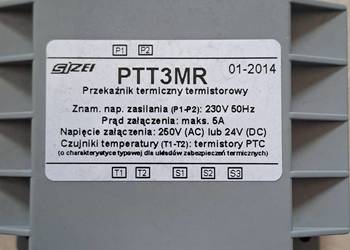 P1 P2
SIZEI
PTT3MR
01-2014
Przekaźnik termiczny termistorowy
Znam. nap. zasilania (P1-P2): 230V 50Hz
Prąd załączenia: maks. 5A
Napięcie załączenia: 250V (AC) lub 24V (DC)
Czujniki temperatury (T1-T2): termistory PTC
(o charakterystyce typowej dla układów zabezpieczeń termicznych)
T1 T2 S1 S2 S3